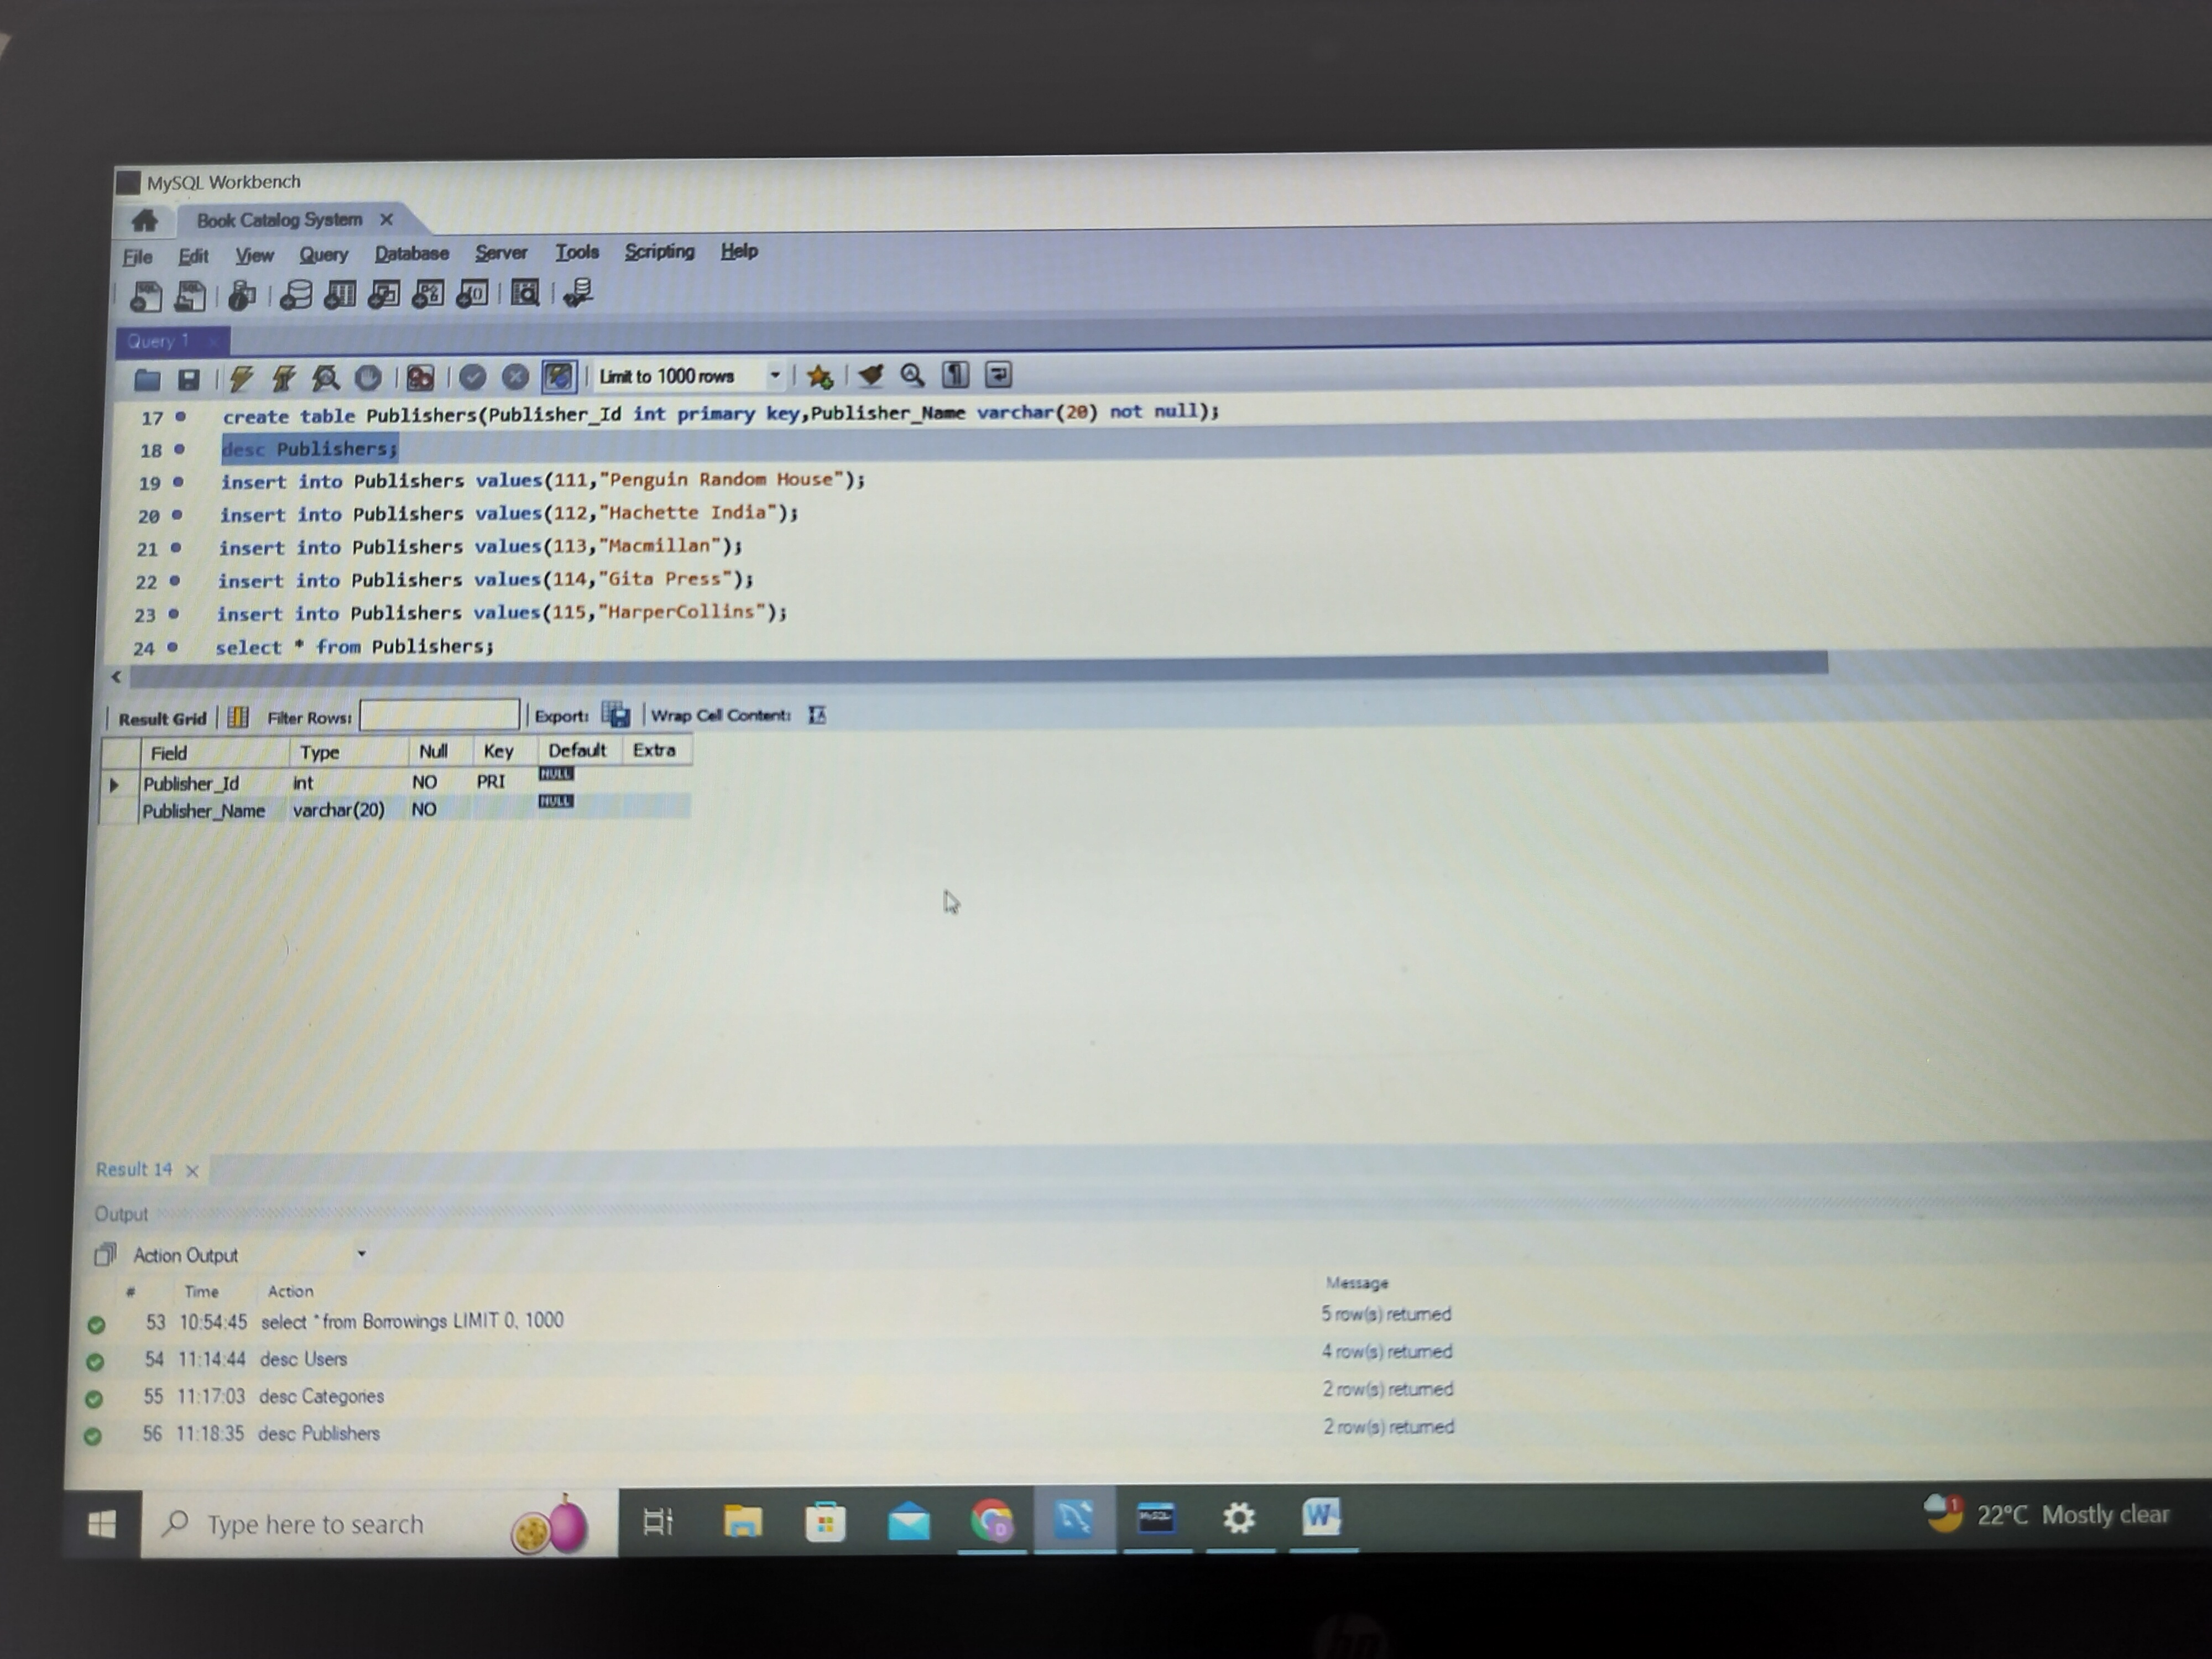 MySQL Workbench
Book Catalog System
File Edit View Query Database Server Tools Scripting Help
Query 1
Limit to 1000 rows
17 create table Publishers(Publisher_Id int primary key,Publisher_Name varchar(20) not null);
18 desc Publishers;
19 insert into Publishers values(111,"Penguin Random House");
20 insert into Publishers values(112,"Hachette India");
21 insert into Publishers values(113,"Macmillan");
22 insert into Publishers values(114,"Gita Press");
23 insert into Publishers values(115,"HarperCollins");
24 select * from Publishers;
Result Grid Filter Rows: Export: Wrap Cell Content:
Field Type Null Key Default Extra
Publisher_Id int NO PRI NULL
Publisher_Name varchar(20) NO NULL
Result 14
Output
Action Output
# Time Action Message
53 10:54:45 select * from Borrowings LIMIT 0, 1000 5 row(s) returned
54 11:14:44 desc Users 4 row(s) returned
55 11:17:03 desc Categories 2 row(s) returned
56 11:18:35 desc Publishers 2 row(s) returned
Type here to search 1 22°C Mostly clear
hp